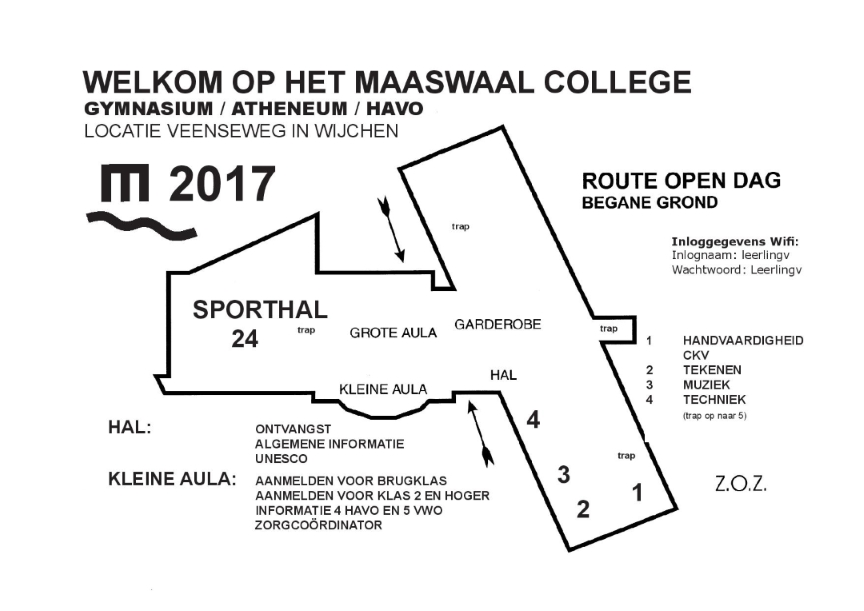 WELKOM OP HET MAASWAAL COLLEGE
GYMNASIUM / ATHENEUM / HAVO
LOCATIE VEENSEWEG IN WIJCHEN
m 2017
ROUTE OPEN DAG
BEGANE GROND
Inloggegevens Wifi:
Inlognaam: leerlingv
Wachtwoord: Leerlingv
trap
SPORTHAL
24
trap
GROTE AULA
GARDEROBE
trap
HAL
KLEINE AULA
1 HANDVAARDIGHEID
CKV
2 TEKENEN
3 MUZIEK
4 TECHNIEK
(trap op naar 5)
4
trap
3
1
2
HAL: ONTVANGST
ALGEMENE INFORMATIE
UNESCO
KLEINE AULA: AANMELDEN VOOR BRUGKLAS
AANMELDEN VOOR KLAS 2 EN HOGER
INFORMATIE 4 HAVO EN 5 VWO
ZORGCOÖRDINATOR
Z.O.Z.